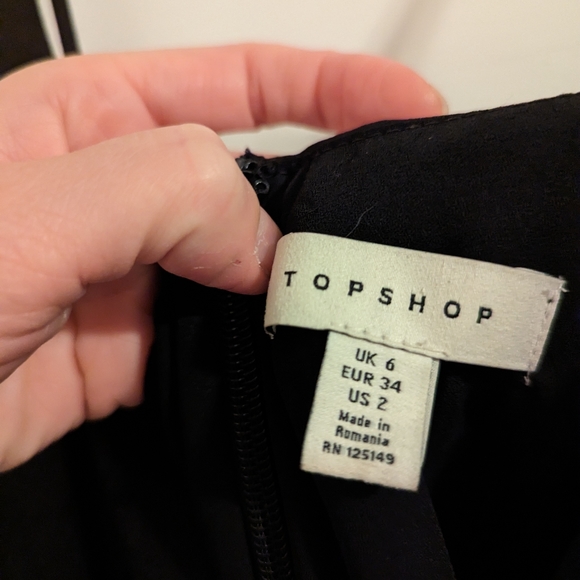 TOPSHOP
UK 6
EUR 34
US 2
Made in
Romania
RN 125149